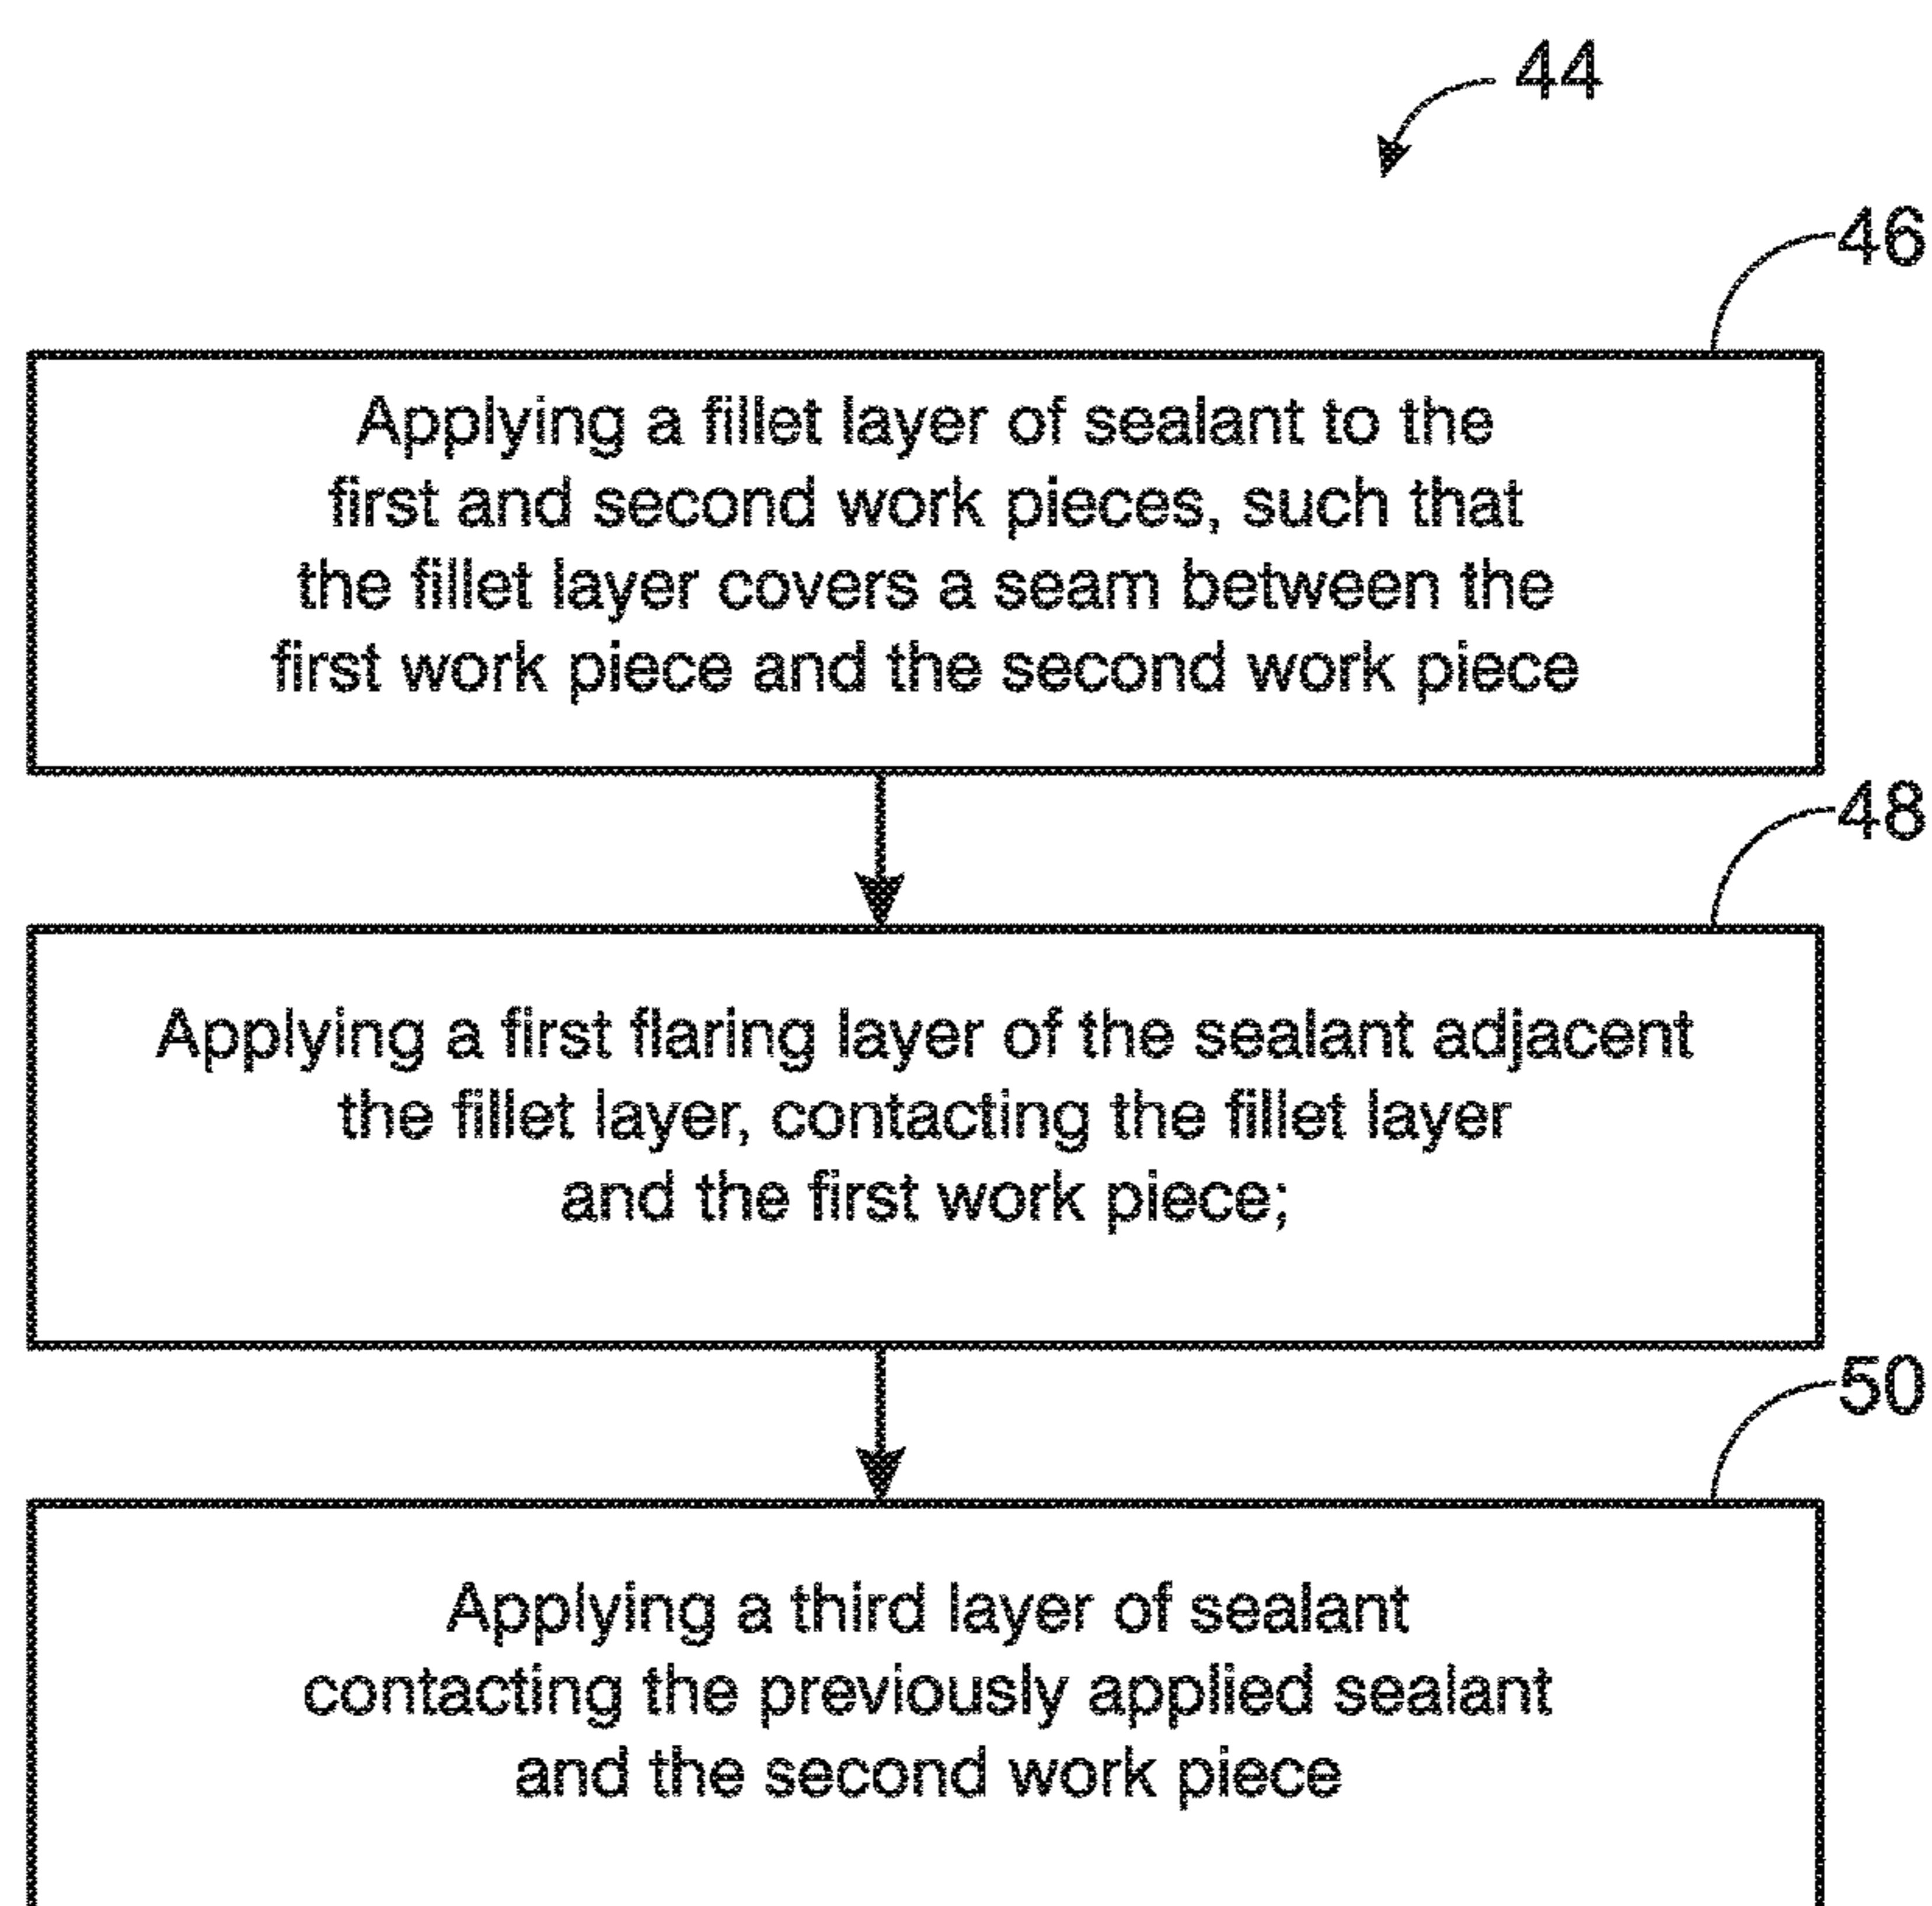 44
46
Applying a fillet layer of sealant to the
first and second work pieces, such that
the fillet layer covers a seam between the
first work piece and the second work piece
48
Applying a first flaring layer of the sealant adjacent
the fillet layer, contacting the fillet layer
and the first work piece;
50
Applying a third layer of sealant
contacting the previously applied sealant
and the second work piece